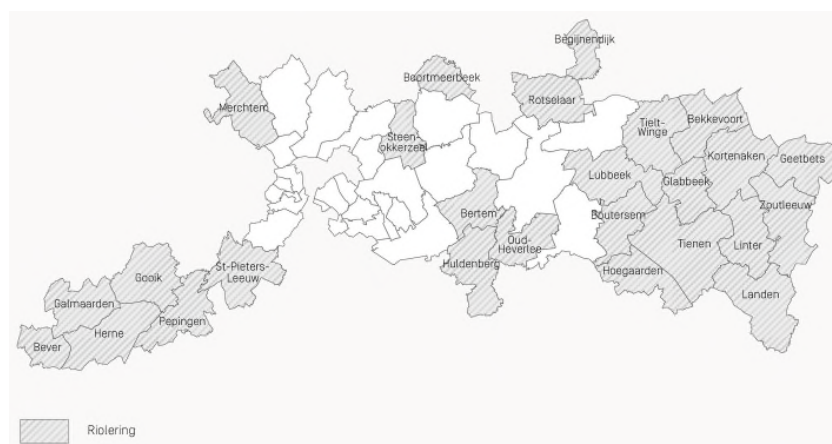 Begijnendijk
Boortmeerbeek
Rotselaar
Merchtem
Steen-
okkerzeel
Tielt-
Winge
Bekkevoort
Kortenaken
Geetbets
Lubbeek
Glabbeek
Zoutleeuw
Bertem
Boutersem
Oud-
Heverlee
Tienen
Linter
Huldenberg
Hoegaarden
Landen
St-Pieters-
Leeuw
Gooik
Galmaarden
Pepingen
Herne
Bever
Riolering